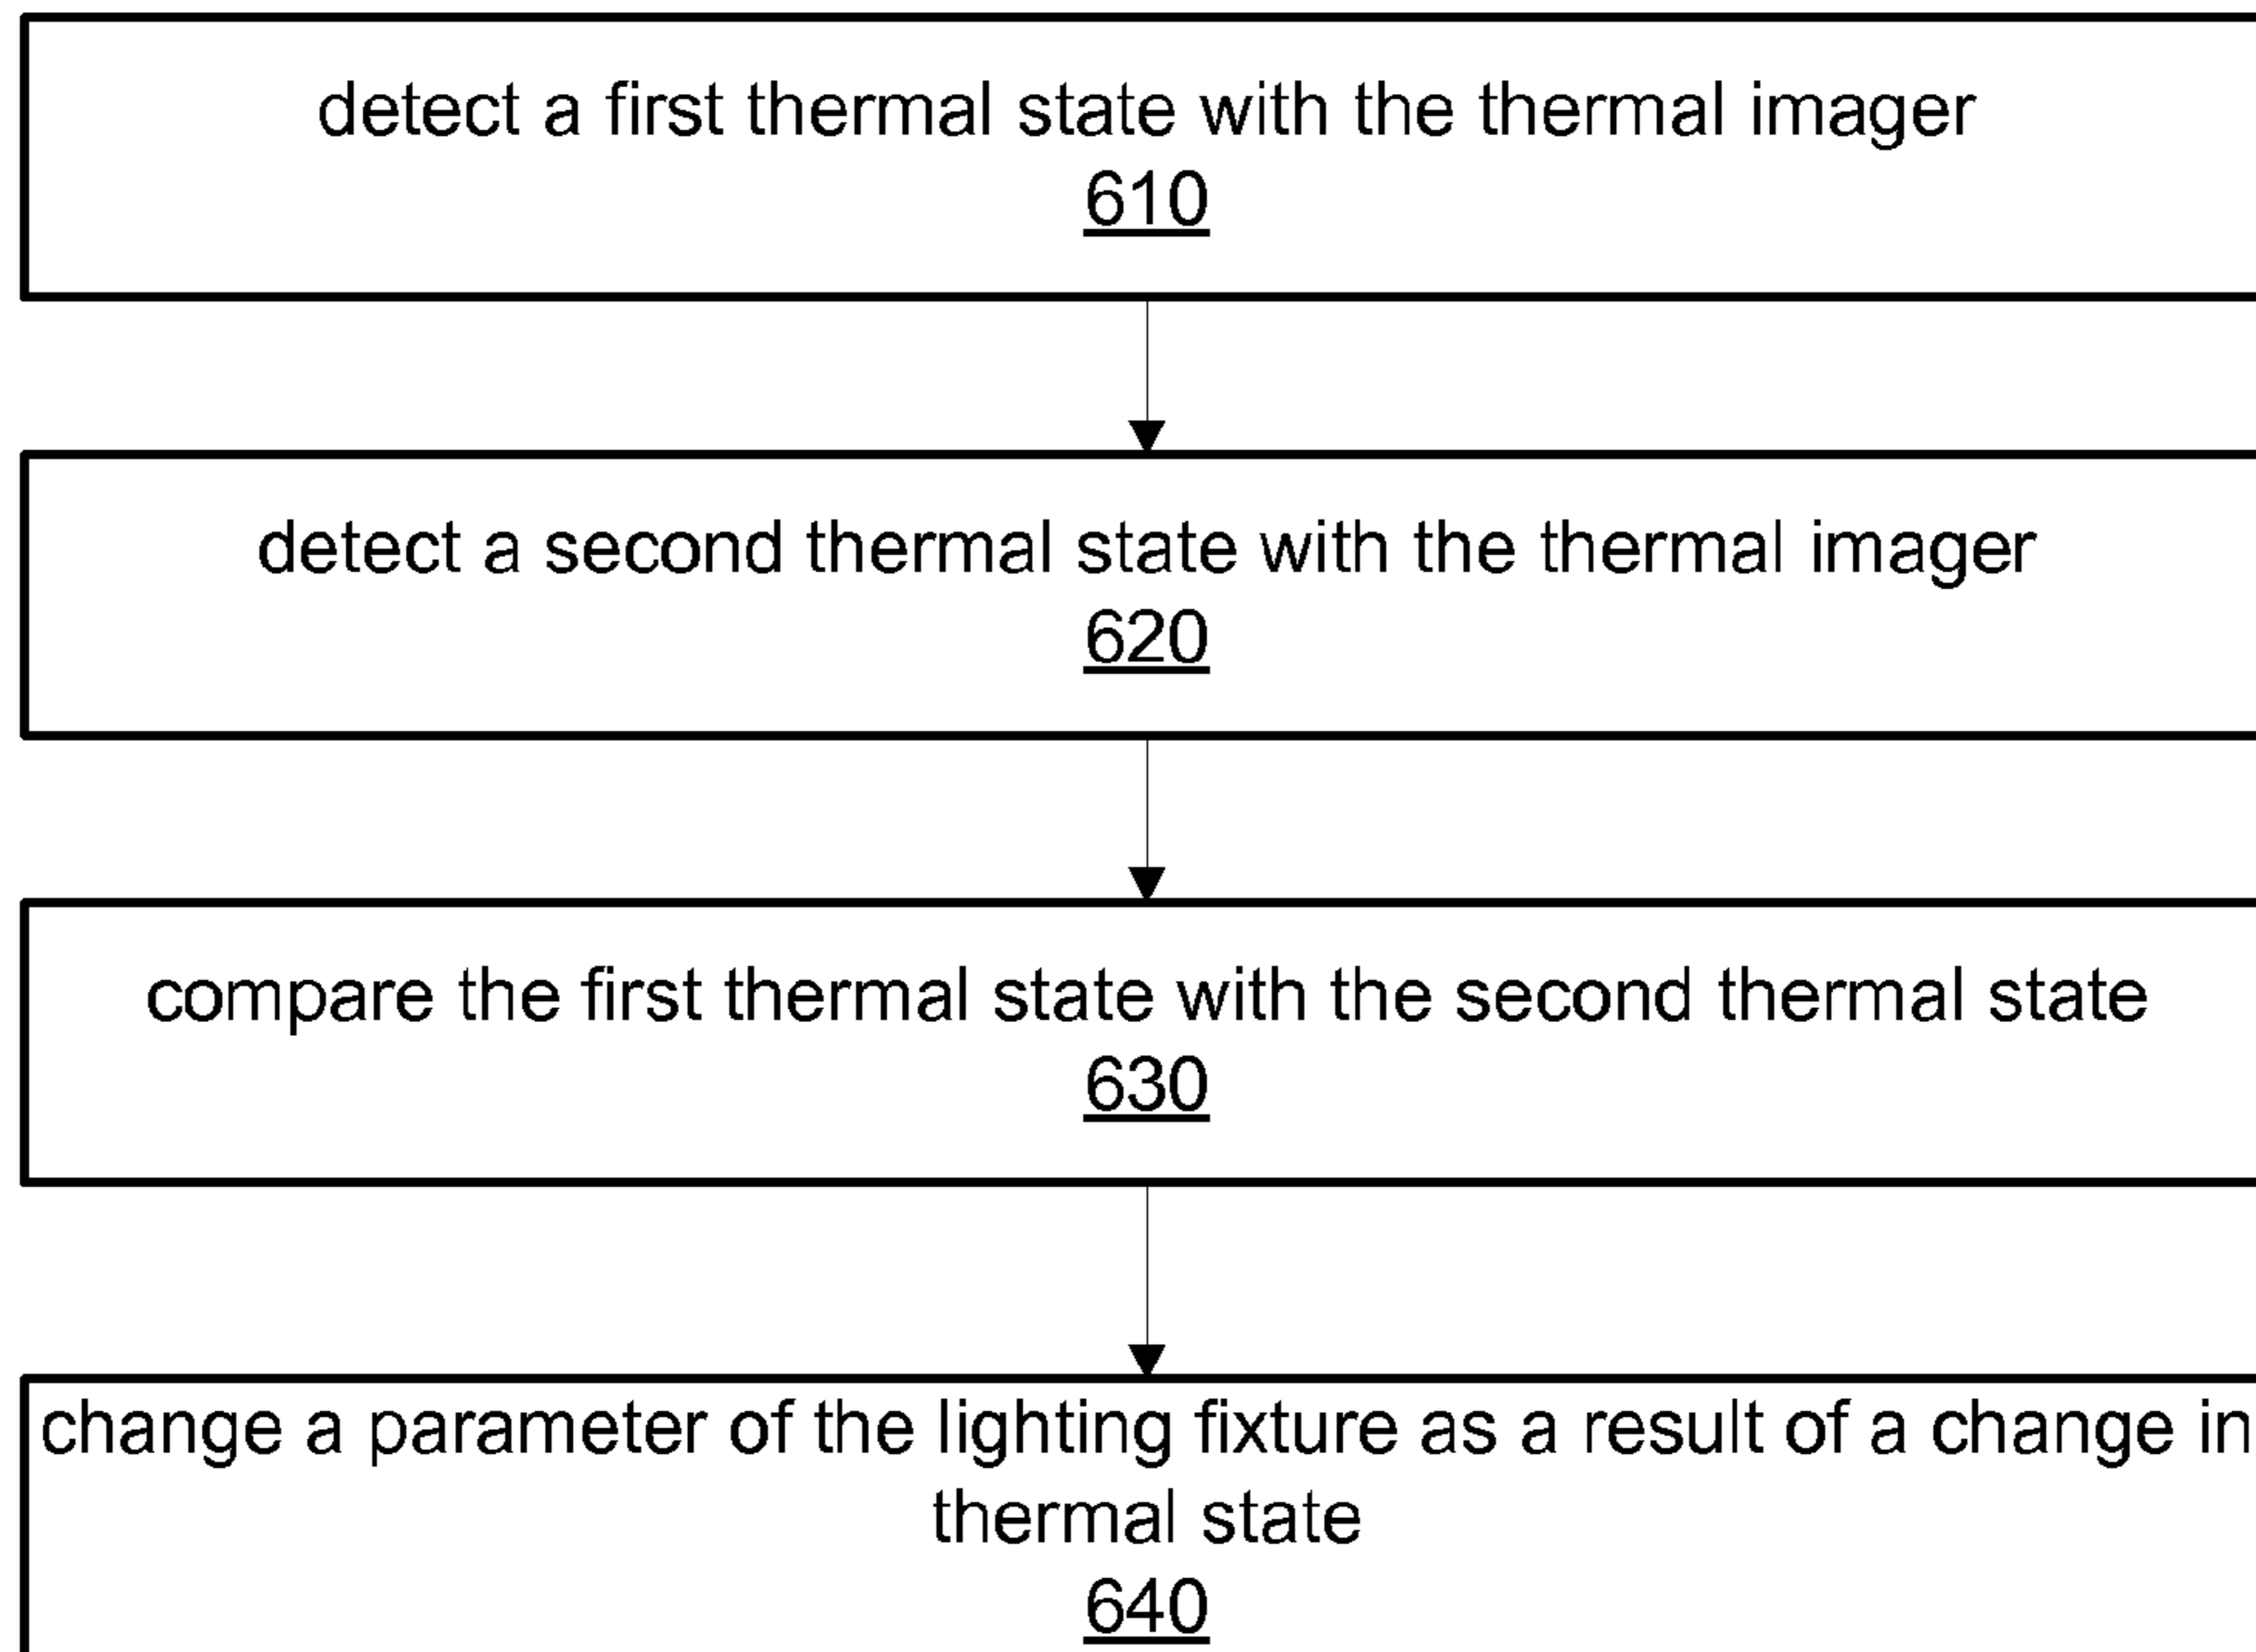 detect a first thermal state with the thermal imager
610
detect a second thermal state with the thermal imager
620
compare the first thermal state with the second thermal state
630
change a parameter of the lighting fixture as a result of a change in
thermal state
640